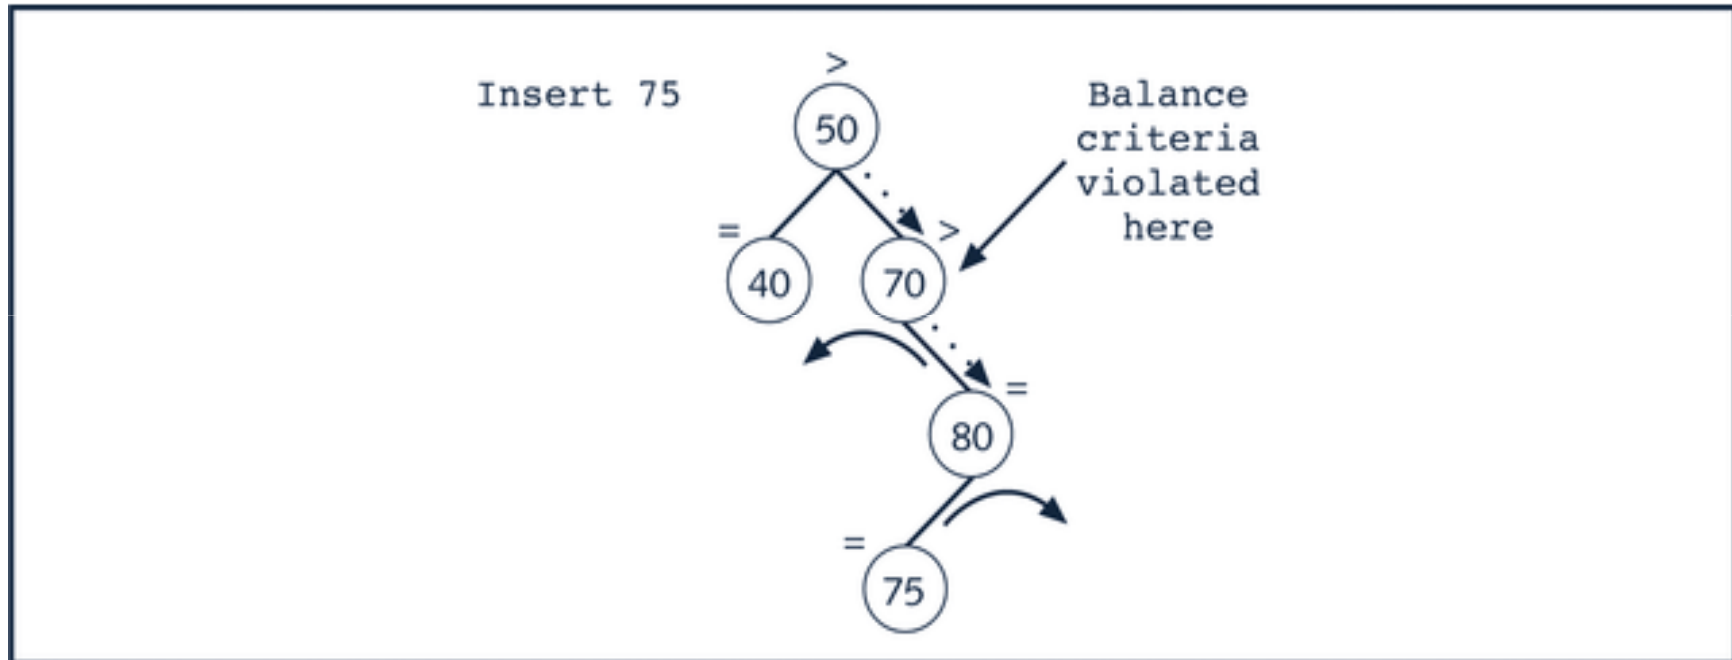 >
Insert 75
Balance
criteria
violated
here
50
=
>
40
70
=
80
=
75